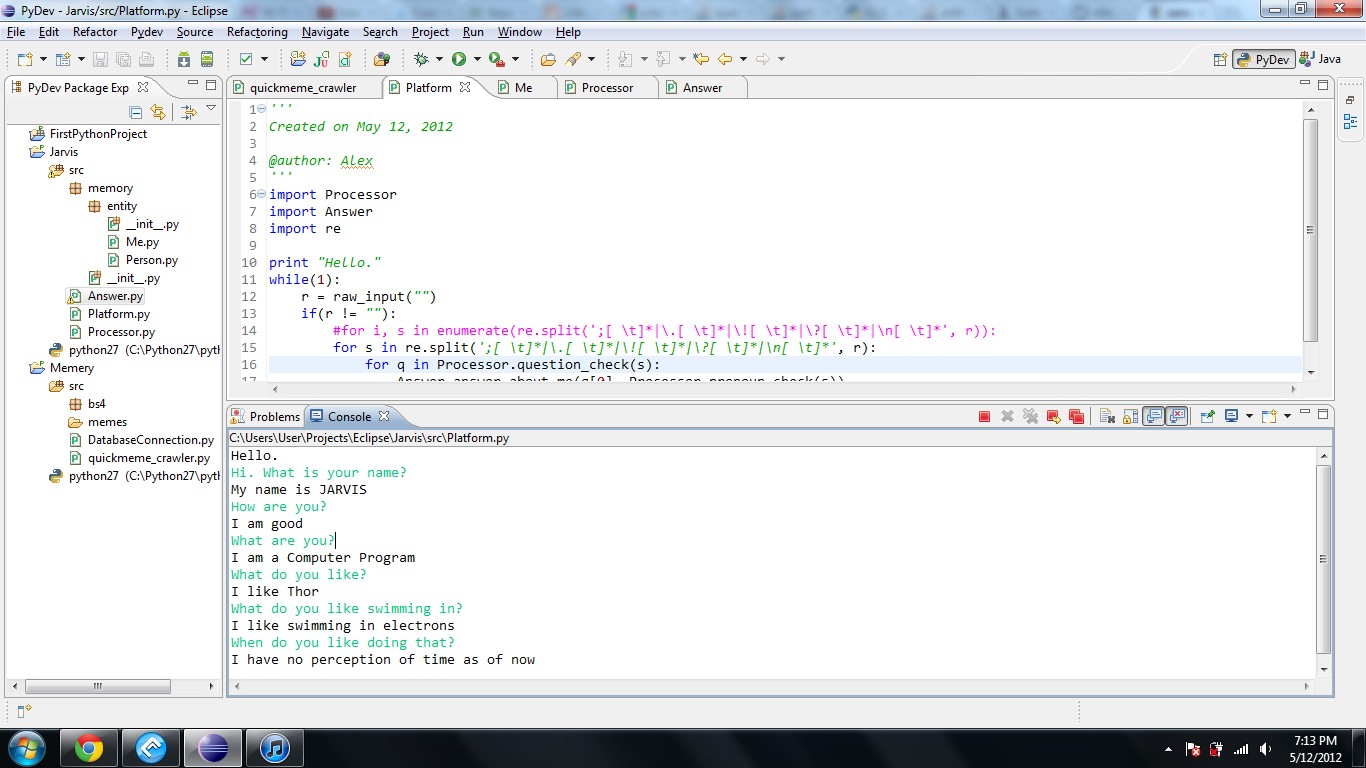 PyDev - Jarvis/src/Platform.py - Eclipse
File Edit Refactor Pydev Source Refactoring Navigate Search Project Run Window Help
PyDev Java
PyDev Package Exp
FirstPythonProject
Jarvis
src
memory
entity
__init__.py
Me.py
Person.py
__init__.py
Answer.py
Platform.py
Processor.py
python27 (C:\Python27\pyth
Memery
src
bs4
memes
DatabaseConnection.py
quickmeme_crawler.py
python27 (C:\Python27\pyth
quickmeme_crawler Platform Me Processor Answer
1 '''
2 Created on May 12, 2012
3
4 @author: Alex
5 '''
6 import Processor
7 import Answer
8 import re
9
10 print "Hello."
11 while(1):
12 r = raw_input("")
13 if(r != ""):
14 #for i, s in enumerate(re.split(';[ \t]*|\.[ \t]*|\![ \t]*|\?[ \t]*|\n[ \t]*', r)):
15 for s in re.split(';[ \t]*|\.[ \t]*|\![ \t]*|\?[ \t]*|\n[ \t]*', r):
16 for q in Processor.question_check(s):
17 Answer.answer_about_me(q[0], Processor.pronoun_check(s))
Problems Console
C:\Users\User\Projects\Eclipse\Jarvis\src\Platform.py
Hello.
Hi. What is your name?
My name is JARVIS
How are you?
I am good
What are you?
I am a Computer Program
What do you like?
I like Thor
What do you like swimming in?
I like swimming in electrons
When do you like doing that?
I have no perception of time as of now
7:13 PM
5/12/2012